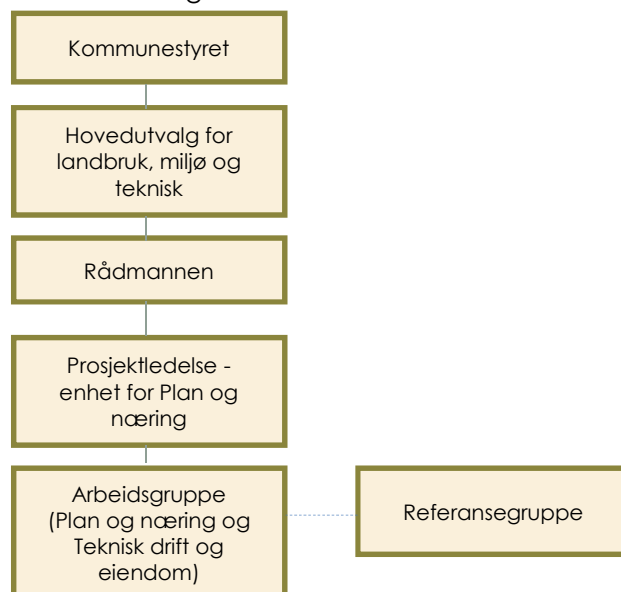 Kommunestyret
Hovedutvalg for
landbruk, miljø og
teknisk
Rådmannen
Prosjektledelse -
enhet for Plan og
næring
Arbeidsgruppe
(Plan og næring og
Teknisk drift og
eiendom)
Referansegruppe